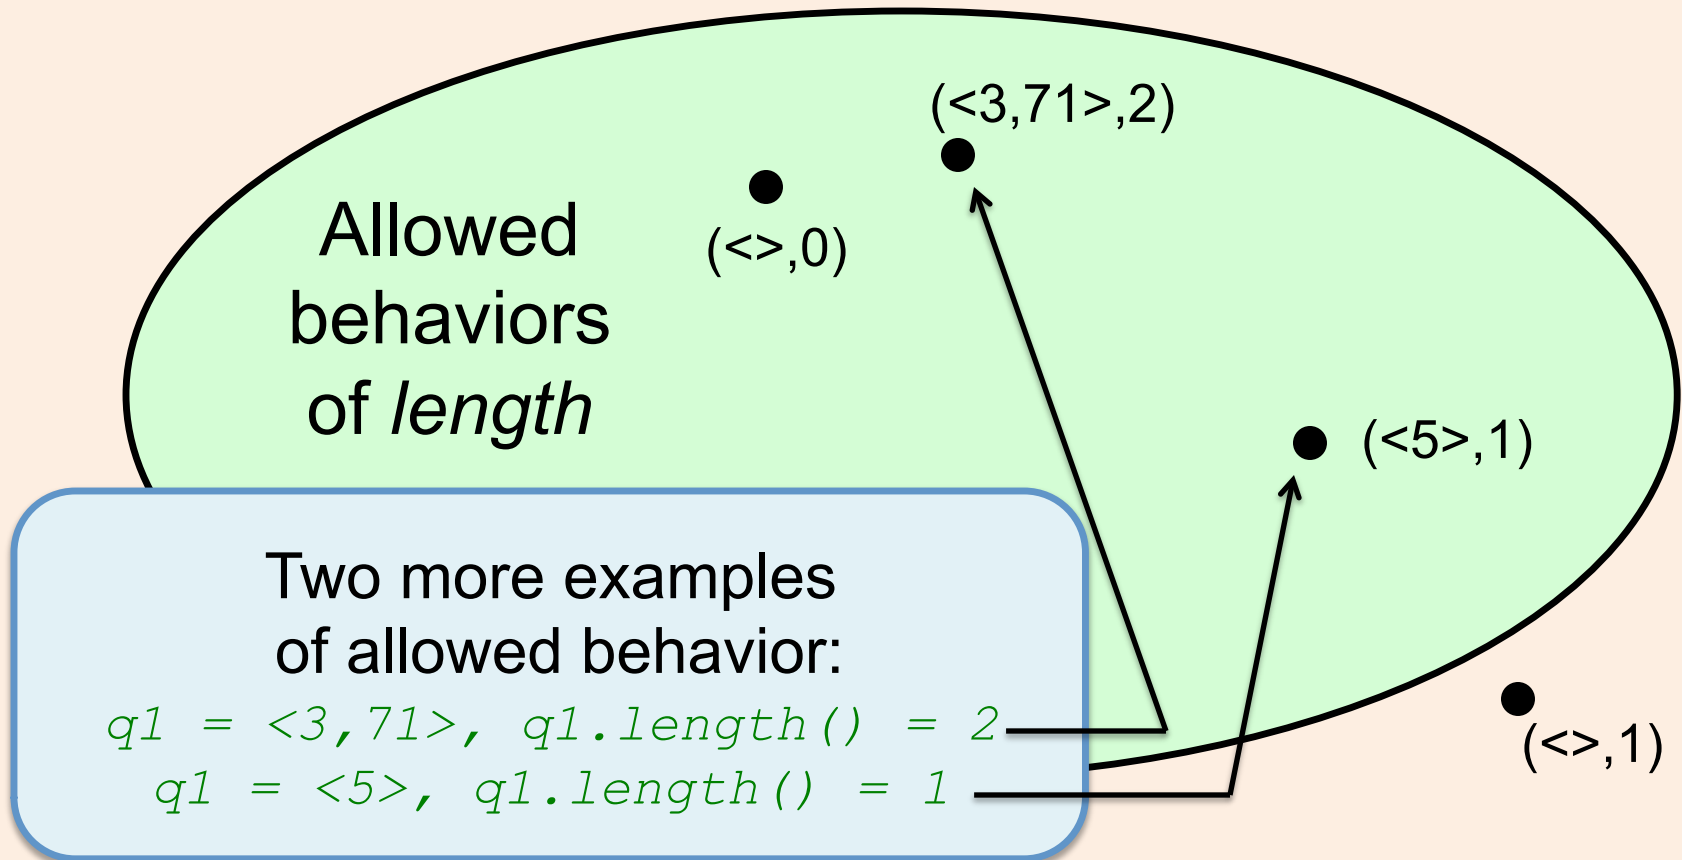 (<3,71>,2)
Allowed
behaviors
of length
(<>,0)
(<5>,1)
Two more examples
of allowed behavior:
q1 = <3,71>, q1.length() = 2
q1 = <5>, q1.length() = 1
(<>,1)